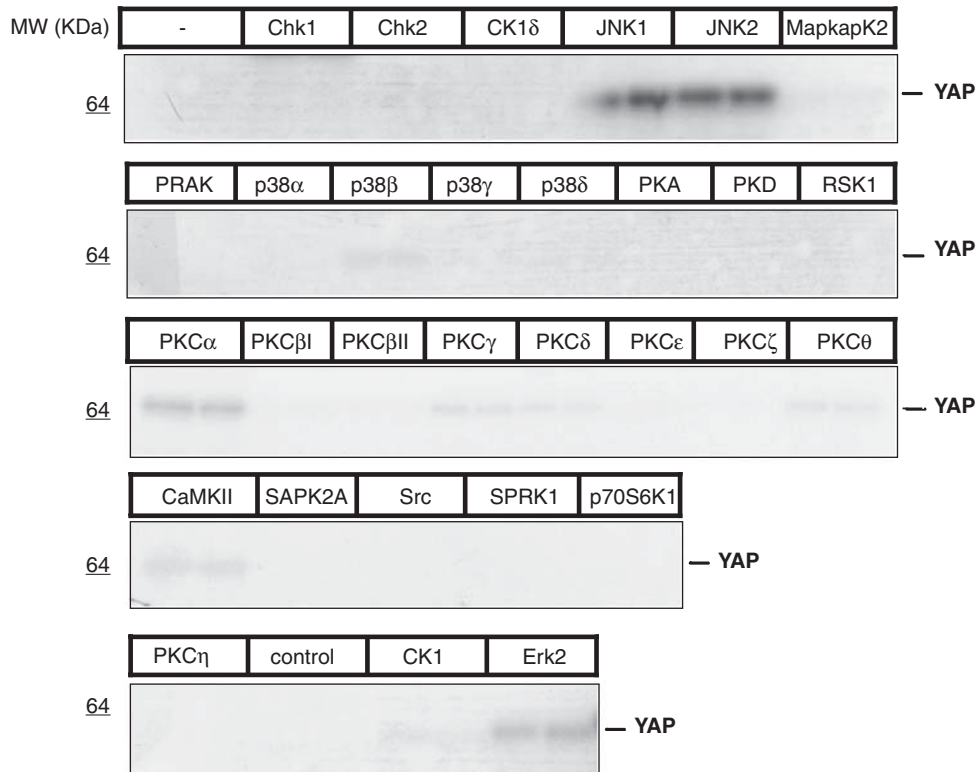 MW (KDa) - Chk1 Chk2 CK1δ JNK1 JNK2 MapkapK2
64 YAP
PRAK p38α p38β p38γ p38δ PKA PKD RSK1
64 YAP
PKCα PKCβI PKCβII PKCγ PKCδ PKCε PKCζ PKCθ
64 YAP
CaMKII SAPK2A Src SPRK1 p70S6K1
64 YAP
PKCη control CK1 Erk2
64 YAP